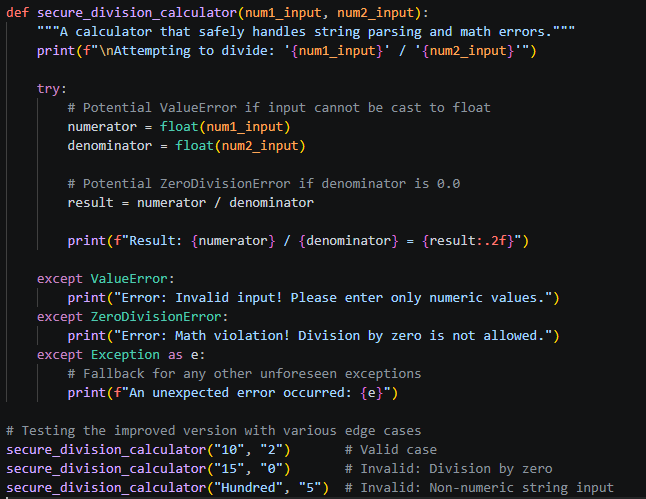 def secure_division_calculator(num1_input, num2_input):
    """A calculator that safely handles string parsing and math errors."""
    print(f"\nAttempting to divide: '{num1_input}' / '{num2_input}'")

    try:
        # Potential ValueError if input cannot be cast to float
        numerator = float(num1_input)
        denominator = float(num2_input)

        # Potential ZeroDivisionError if denominator is 0.0
        result = numerator / denominator

        print(f"Result: {numerator} / {denominator} = {result:.2f}")

    except ValueError:
        print("Error: Invalid input! Please enter only numeric values.")
    except ZeroDivisionError:
        print("Error: Math violation! Division by zero is not allowed.")
    except Exception as e:
        # Fallback for any other unforeseen exceptions
        print(f"An unexpected error occurred: {e}")

# Testing the improved version with various edge cases
secure_division_calculator("10", "2")       # Valid case
secure_division_calculator("15", "0")       # Invalid: Division by zero
secure_division_calculator("Hundred", "5")  # Invalid: Non-numeric string input